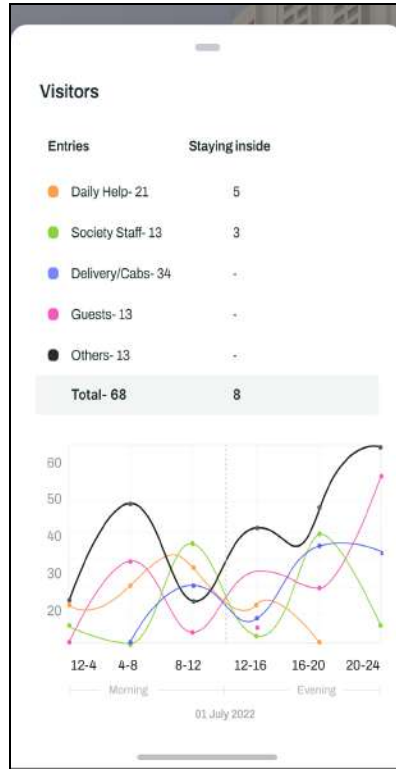 Visitors
Entries Staying inside
Daily Help- 21 5
Society Staff- 13 3
Delivery/Cabs- 34 -
Guests- 13 -
Others- 13 -
Total- 68 8
60
50
40
30
20
12-4 4-8 8-12 12-16 16-20 20-24
Morning Evening
01 July 2022